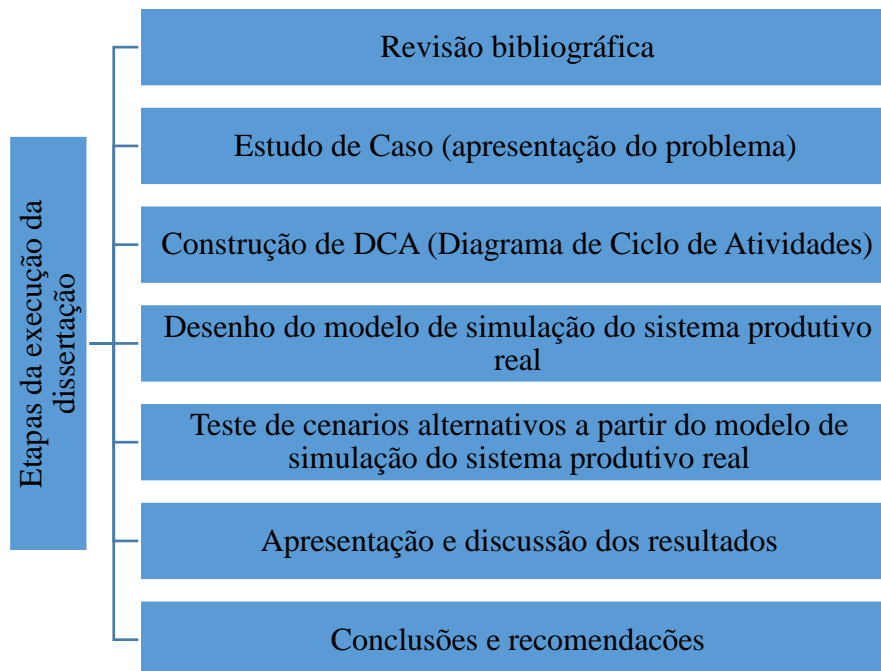 Etapas da execução da
dissertação
Revisão bibliográfica
Estudo de Caso (apresentação do problema)
Construção de DCA (Diagrama de Ciclo de Atividades)
Desenho do modelo de simulação do sistema produtivo
real
Teste de cenarios alternativos a partir do modelo de
simulação do sistema produtivo real
Apresentação e discussão dos resultados
Conclusões e recomendacões